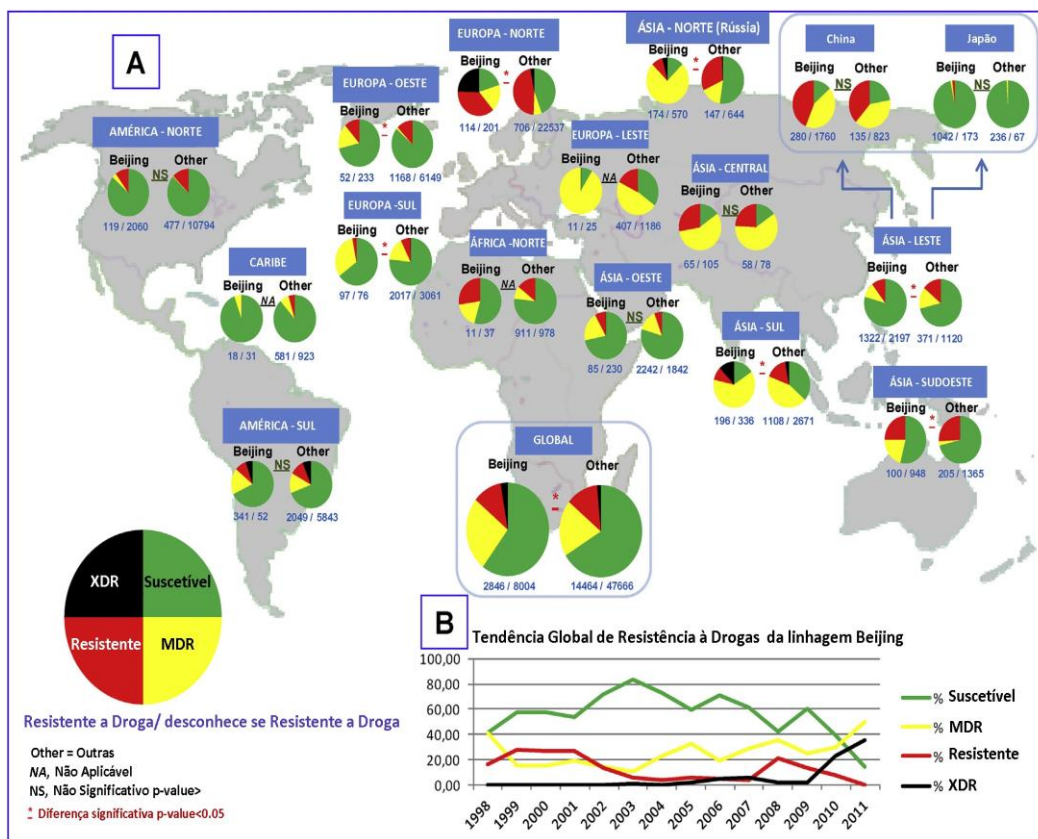 A
EUROPA - NORTE
Beijing * Other
114 / 201 706 / 22537
ÁSIA - NORTE (Rússia)
Beijing * Other
174 / 570 147 / 644
China
Beijing NS Other
280 / 1760 135 / 823
Japão
Beijing NS Other
1042 / 173 236 / 67
EUROPA - OESTE
Beijing * Other
52 / 233 1168 / 6149
AMÉRICA - NORTE
Beijing NS Other
119 / 2060 477 / 10794
EUROPA - LESTE
Beijing NA Other
11 / 25 407 / 1186
ÁSIA - CENTRAL
Beijing NS Other
65 / 105 58 / 78
EUROPA -SUL
Beijing * Other
97 / 76 2017 / 3061
ÁFRICA -NORTE
Beijing NA Other
11 / 37 911 / 978
ÁSIA - OESTE
Beijing NS Other
85 / 230 2242 / 1842
ÁSIA - LESTE
Beijing * Other
1322 / 2197 371 / 1120
CARIBE
Beijing NA Other
18 / 31 581 / 923
ÁSIA - SUL
Beijing * Other
196 / 336 1108 / 2671
ÁSIA - SUDOESTE
Beijing * Other
100 / 948 205 / 1365
AMÉRICA - SUL
Beijing NS Other
341 / 52 2049 / 5843
GLOBAL
Beijing * Other
2846 / 8004 14464 / 47666
XDR Suscetível
Resistente MDR
Resistente a Droga/ desconhece se Resistente a Droga
Other = Outras
NA, Não Aplicável
NS, Não Significativo p-value>
* Diferença significativa p-value<0.05
B
Tendência Global de Resistência à Drogas da linhagem Beijing
100,00
80,00
60,00
40,00
20,00
0,00
1998 1999 2000 2001 2002 2003 2004 2005 2006 2007 2008 2009 2010 2011
% Suscetível
% MDR
% Resistente
% XDR